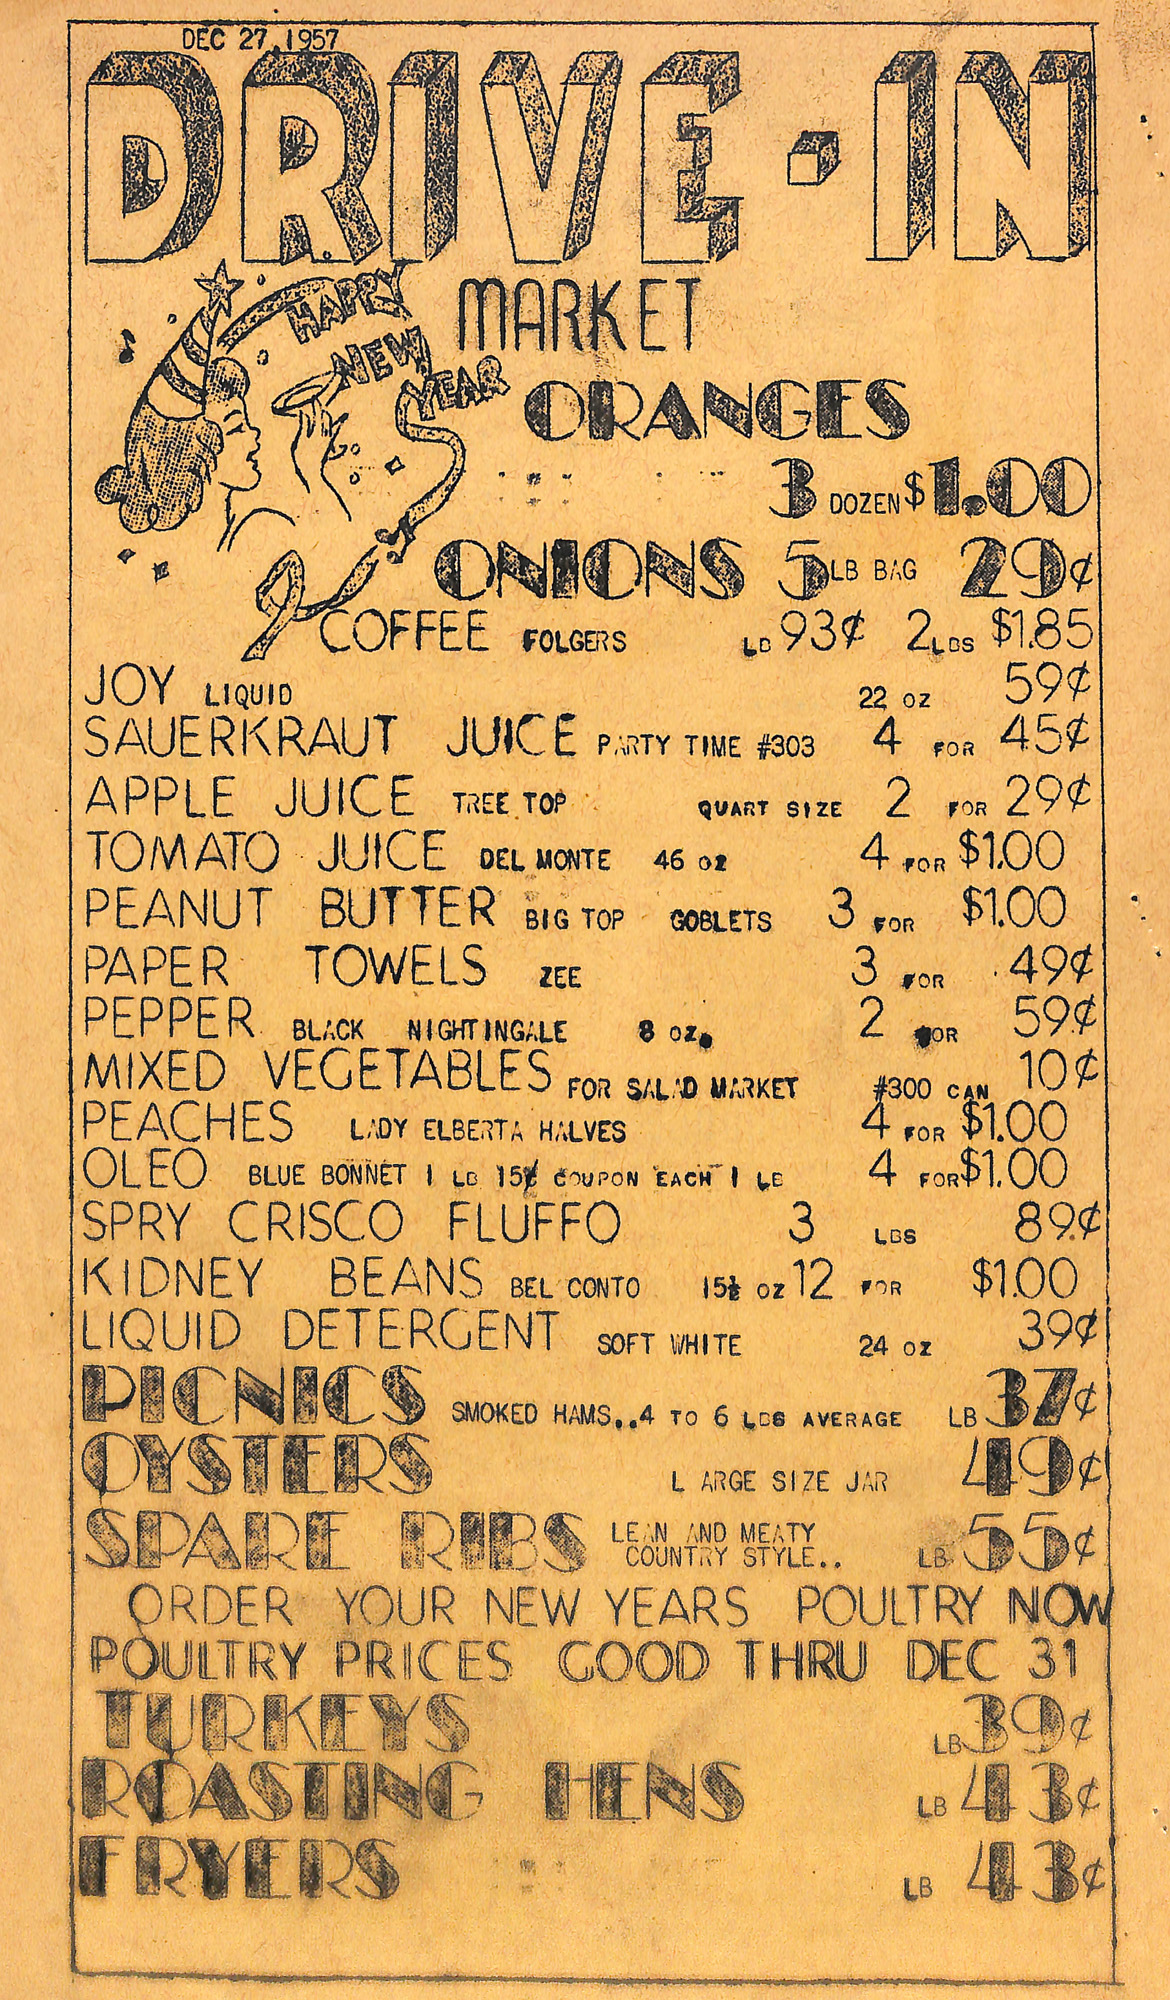 DEC 27, 1957
DRIVE-IN
MARKET
HAPPY
NEW
YEAR
ORANGES
3 DOZEN $1.00
ONIONS 5 LB BAG 29¢
COFFEE FOLGERS LB 93¢ 2 LBS $1.85
JOY LIQUID 22 OZ 59¢
SAUERKRAUT JUICE PARTY TIME #303 4 FOR 45¢
APPLE JUICE TREE TOP QUART SIZE 2 FOR 29¢
TOMATO JUICE DEL MONTE 46 OZ 4 FOR $1.00
PEANUT BUTTER BIG TOP GOBLETS 3 FOR $1.00
PAPER TOWELS ZEE 3 FOR 49¢
PEPPER BLACK NIGHTINGALE 8 OZ. 2 FOR 59¢
MIXED VEGETABLES FOR SALAD MARKET #300 CAN 10¢
PEACHES LADY ELBERTA HALVES 4 FOR $1.00
OLEO BLUE BONNET 1 LB 15¢ COUPON EACH 1 LB 4 FOR $1.00
SPRY CRISCO FLUFFO 3 LBS 89¢
KIDNEY BEANS BEL CONTO 15½ OZ 12 FOR $1.00
LIQUID DETERGENT SOFT WHITE 24 OZ 39¢
PICNICS SMOKED HAMS..4 TO 6 LBS AVERAGE LB 37¢
OYSTERS L ARGE SIZE JAR 49¢
SPARE RIBS LEAN AND MEATY COUNTRY STYLE.. LB 55¢
ORDER YOUR NEW YEARS POULTRY NOW
POULTRY PRICES GOOD THRU DEC 31
TURKEYS LB 39¢
ROASTING HENS LB 43¢
FRYERS LB 43¢